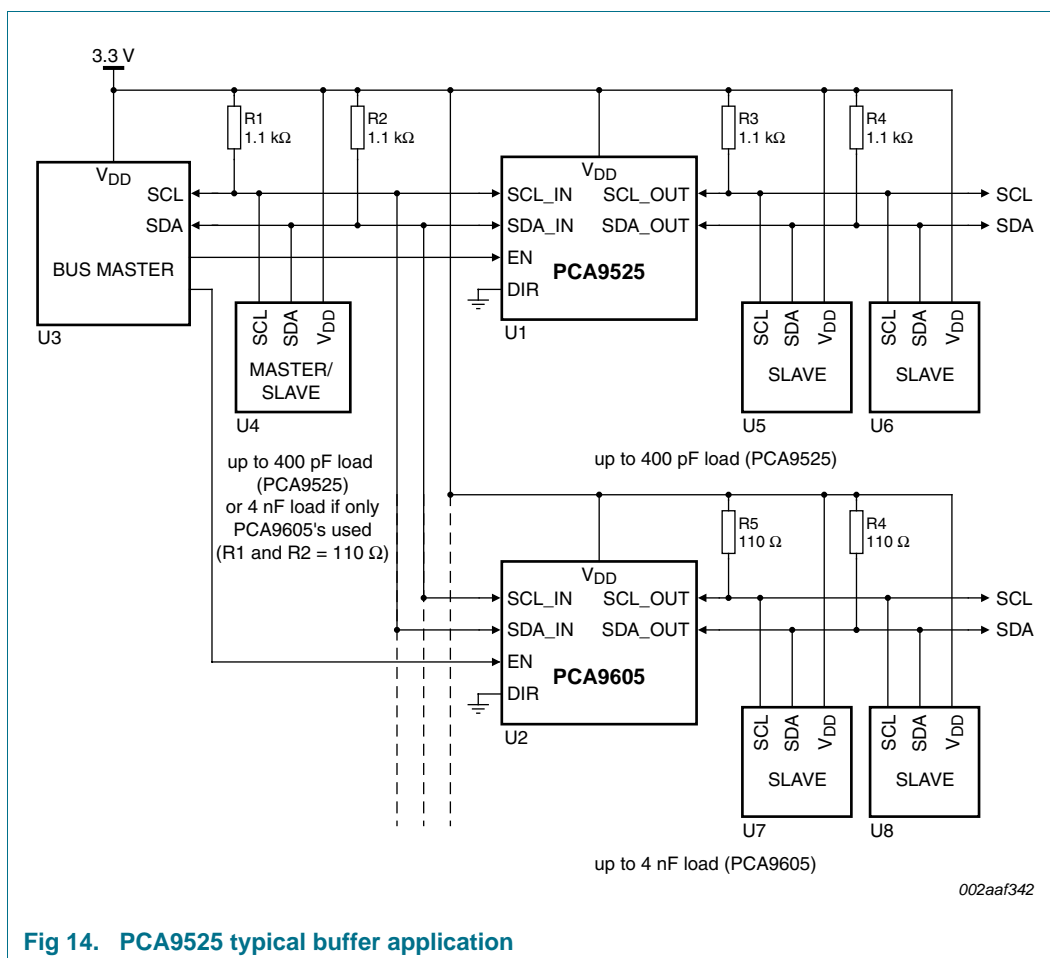 3.3 V
R1
1.1 kΩ
R2
1.1 kΩ
R3
1.1 kΩ
R4
1.1 kΩ
VDD
SCL
SDA
BUS MASTER
U3
VDD
SCL_IN
SCL_OUT
SDA_IN
SDA_OUT
EN
PCA9525
DIR
U1
SCL
SDA
SCL
SDA
VDD
MASTER/
SLAVE
U4
SCL
SDA
VDD
SLAVE
U5
SCL
SDA
VDD
SLAVE
U6
up to 400 pF load
(PCA9525)
or 4 nF load if only
PCA9605's used
(R1 and R2 = 110 Ω)
up to 400 pF load (PCA9525)
R5
110 Ω
R4
110 Ω
VDD
SCL_IN
SCL_OUT
SDA_IN
SDA_OUT
EN
PCA9605
DIR
U2
SCL
SDA
SCL
SDA
VDD
SLAVE
U7
SCL
SDA
VDD
SLAVE
U8
up to 4 nF load (PCA9605)
002aaf342
Fig 14. PCA9525 typical buffer application